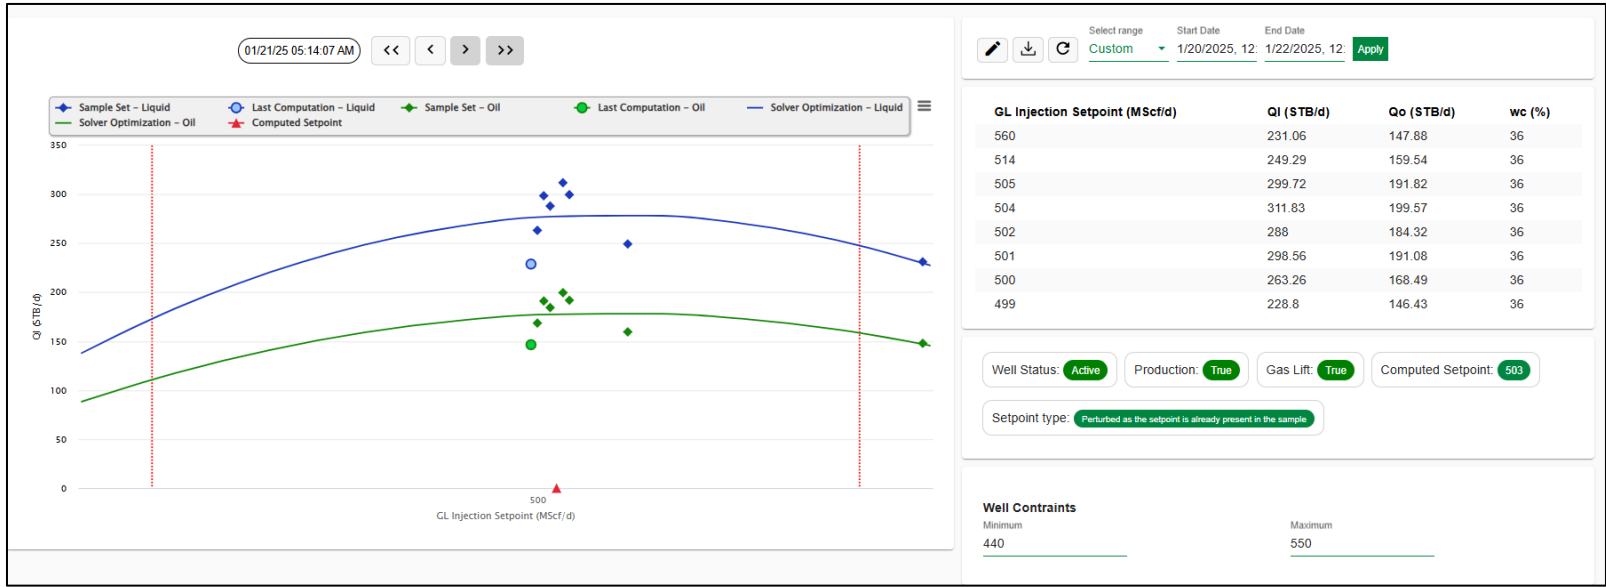 01/21/25 05:14:07 AM << < > >>
Sample Set – Liquid Last Computation – Liquid Sample Set – Oil Last Computation – Oil Solver Optimization – Liquid
Solver Optimization – Oil Computed Setpoint
350
300
250
200
150
100
50
0
Ql (STB/d)
500
GL Injection Setpoint (MScf/d)
Select range Start Date End Date
Custom 1/20/2025, 12: 1/22/2025, 12: Apply
GL Injection Setpoint (MScf/d) Ql (STB/d) Qo (STB/d) wc (%)
560 231.06 147.88 36
514 249.29 159.54 36
505 299.72 191.82 36
504 311.83 199.57 36
502 288 184.32 36
501 298.56 191.08 36
500 263.26 168.49 36
499 228.8 146.43 36
Well Status: Active Production: True Gas Lift: True Computed Setpoint: 503
Setpoint type: Perturbed as the setpoint is already present in the sample
Well Contraints
Minimum Maximum
440 550